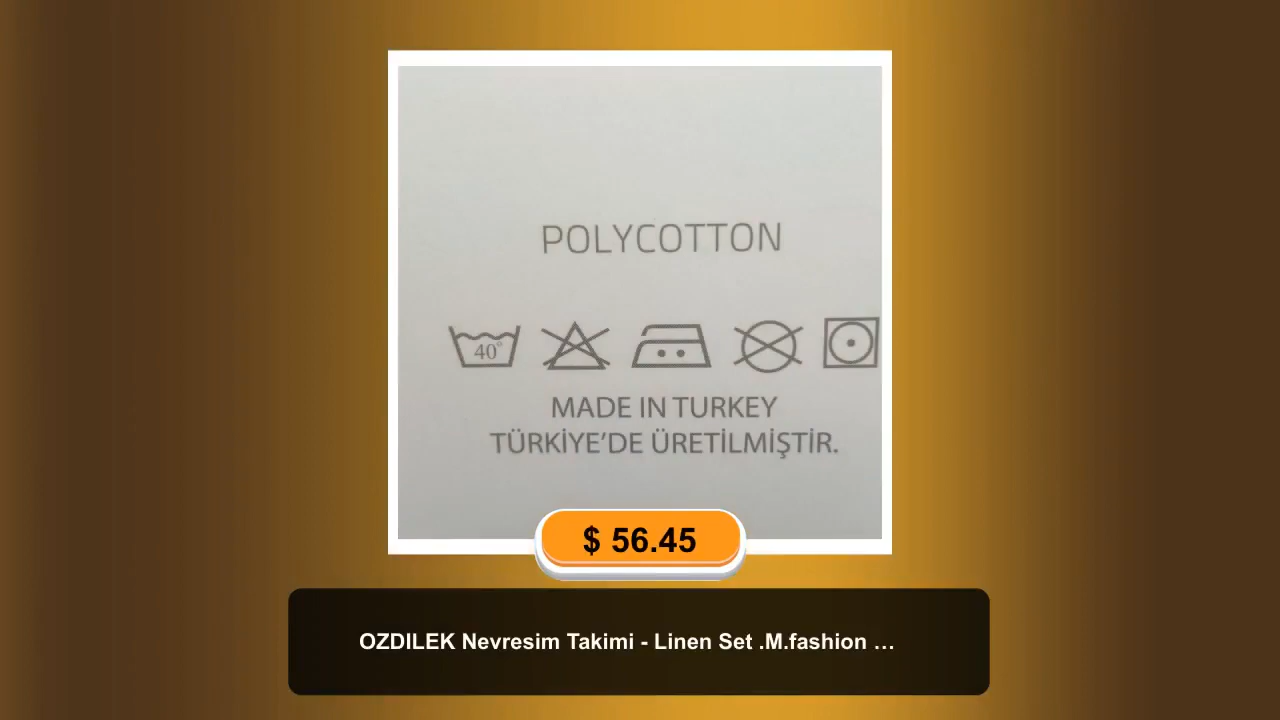 POLYCOTTON
40°
MADE IN TURKEY
TÜRKİYE'DE ÜRETİLMİŞTİR.
$ 56.45
OZDILEK Nevresim Takimi - Linen Set .M.fashion …